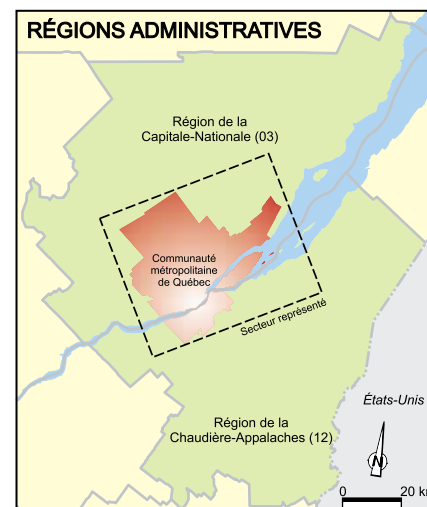 RÉGIONS ADMINISTRATIVES
Région de la
Capitale-Nationale (03)
Communauté
métropolitaine
de Québec
Secteur représenté
États-Unis
Région de la
Chaudière-Appalaches (12)
N
0 20 km